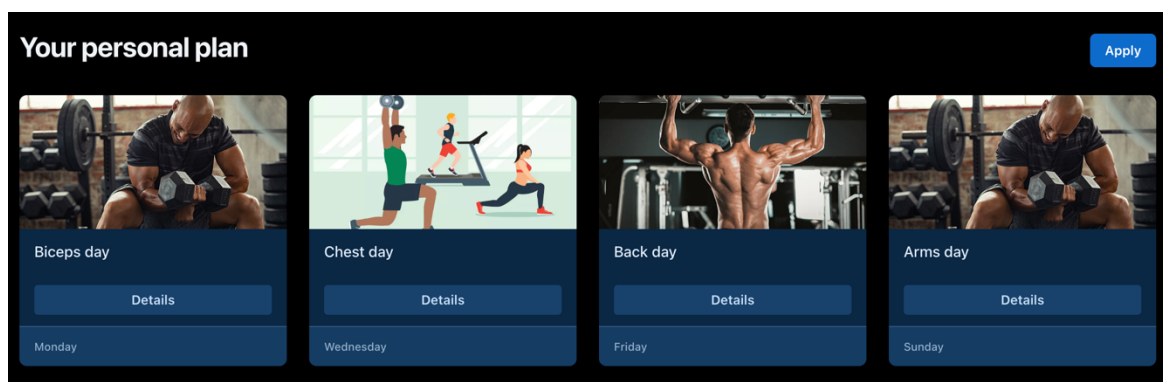 Your personal plan
Apply
Biceps day
Chest day
Back day
Arms day
Details
Details
Details
Details
Monday
Wednesday
Friday
Sunday